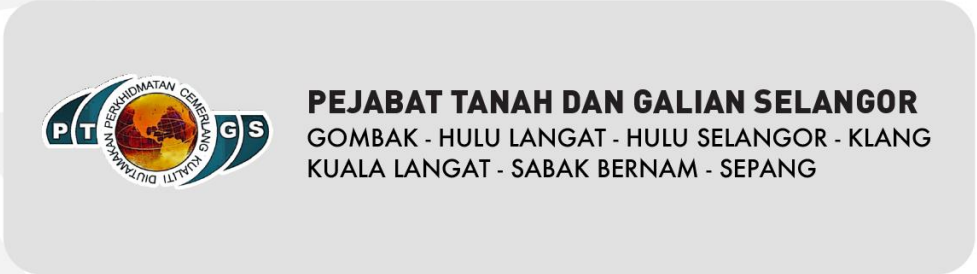 PTGS
PERKHIDMATAN CEMERLANG KUALITI DIUTAMAKAN
PEJABAT TANAH DAN GALIAN SELANGOR
GOMBAK - HULU LANGAT - HULU SELANGOR - KLANG
KUALA LANGAT - SABAK BERNAM - SEPANG